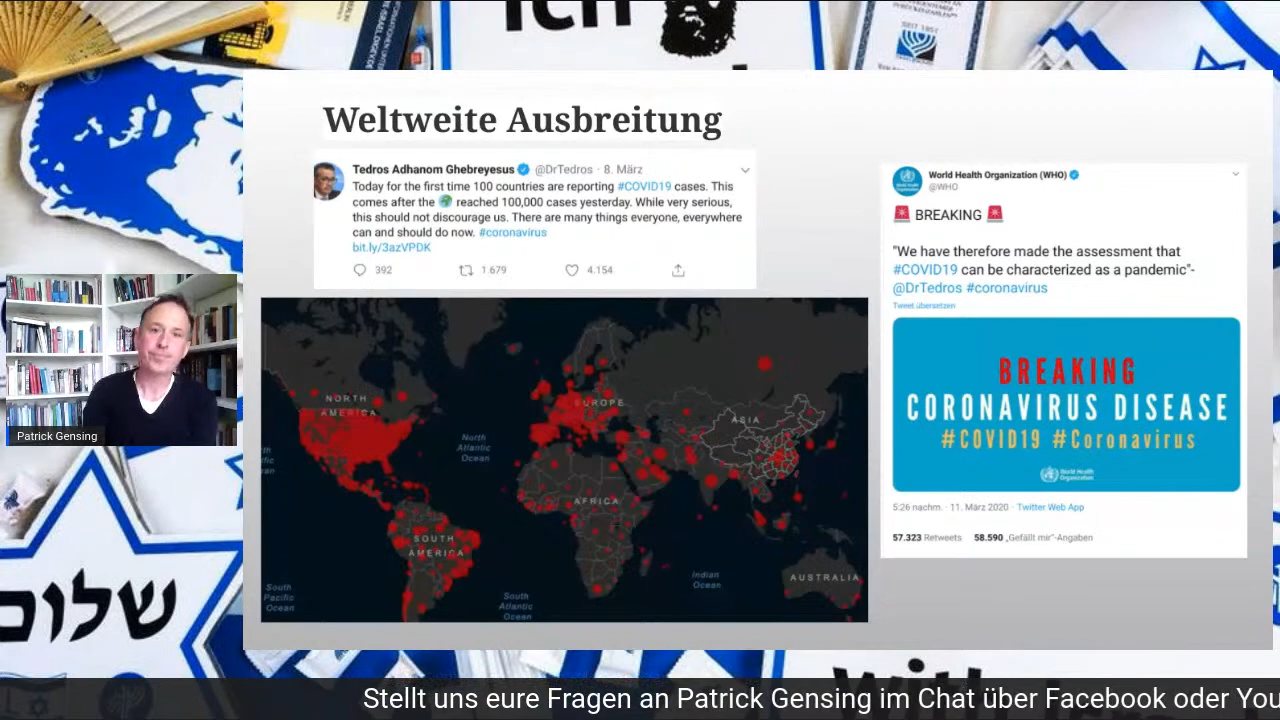 ich
Weltweite Ausbreitung
Tedros Adhanom Ghebreyesus @DrTedros · 8. März
Today for the first time 100 countries are reporting #COVID19 cases. This
comes after the 🌍 reached 100,000 cases yesterday. While very serious,
this should not discourage us. There are many things everyone, everywhere
can and should do now. #coronavirus
bit.ly/3azVPDK
392 1 679 4.154
World Health Organization (WHO)
@WHO
🚨 BREAKING 🚨
"We have therefore made the assessment that
#COVID19 can be characterized as a pandemic"-
@DrTedros #coronavirus
Tweet übersetzen
BREAKING
CORONAVIRUS DISEASE
#COVID19 #Coronavirus
World Health
Organization
5:26 nachm. · 11. März 2020 · Twitter Web App
57.323 Retweets 58.590 „Gefällt mir"-Angaben
NORTH
AMERICA
EUROPE
ASIA
North
Atlantic
Ocean
AFRICA
SOUTH
AMERICA
Indian
Ocean
AUSTRALIA
South
Pacific
Ocean
South
Atlantic
Ocean
Patrick Gensing
שלום
With
Stellt uns eure Fragen an Patrick Gensing im Chat über Facebook oder You